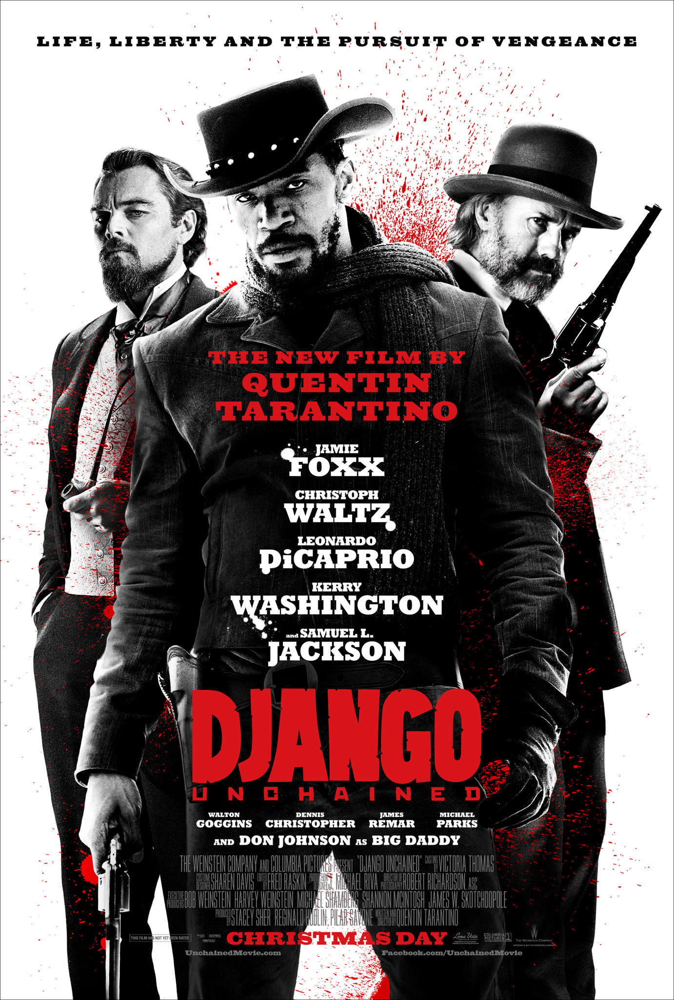 LIFE, LIBERTY AND THE PURSUIT OF VENGEANCE
THE NEW FILM BY
QUENTIN
TARANTINO
JAMIE
FOXX
CHRISTOPH
WALTZ
LEONARDO
DiCAPRIO
KERRY
WASHINGTON
and SAMUEL L.
JACKSON
DJANGO
UNCHAINED
WALTON GOGGINS DENNIS CHRISTOPHER JAMES REMAR MICHAEL PARKS
AND DON JOHNSON AS BIG DADDY
THE WEINSTEIN COMPANY AND COLUMBIA PICTURES PRESENT "DJANGO UNCHAINED" CASTING BY VICTORIA THOMAS
COSTUME DESIGNER SHAREN DAVIS EDITED BY FRED RASKIN PRODUCTION DESIGNER J. MICHAEL RIVA DIRECTOR OF PHOTOGRAPHY ROBERT RICHARDSON, ASC
EXECUTIVE PRODUCERS BOB WEINSTEIN HARVEY WEINSTEIN MICHAEL SHAMBERG SHANNON MCINTOSH JAMES W. SKOTCHDOPOLE
PRODUCED BY STACEY SHER REGINALD HUDLIN PILAR SAVONE WRITTEN AND DIRECTED BY QUENTIN TARANTINO
THIS FILM HAS NOT YET BEEN RATED.
CHRISTMAS DAY
Loma Vista
COLUMBIA PICTURES
THE WEINSTEIN COMPANY
UnchainedMovie.com
Facebook.com/UnchainedMovie